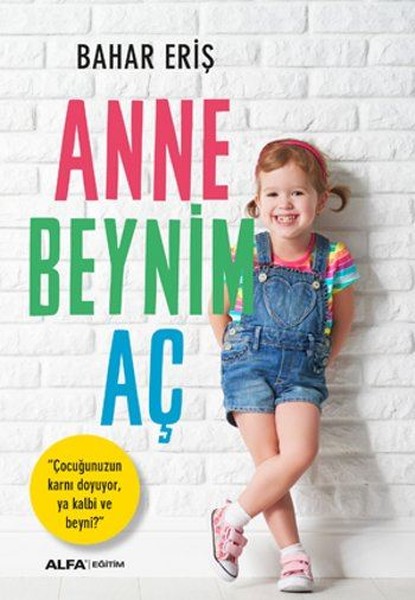 BAHAR ERİŞ
ANNE
BEYNİM
AÇ
"Çocuğunuzun
karnı doyuyor,
ya kalbi ve
beyni?"
ALFA | EĞİTİM